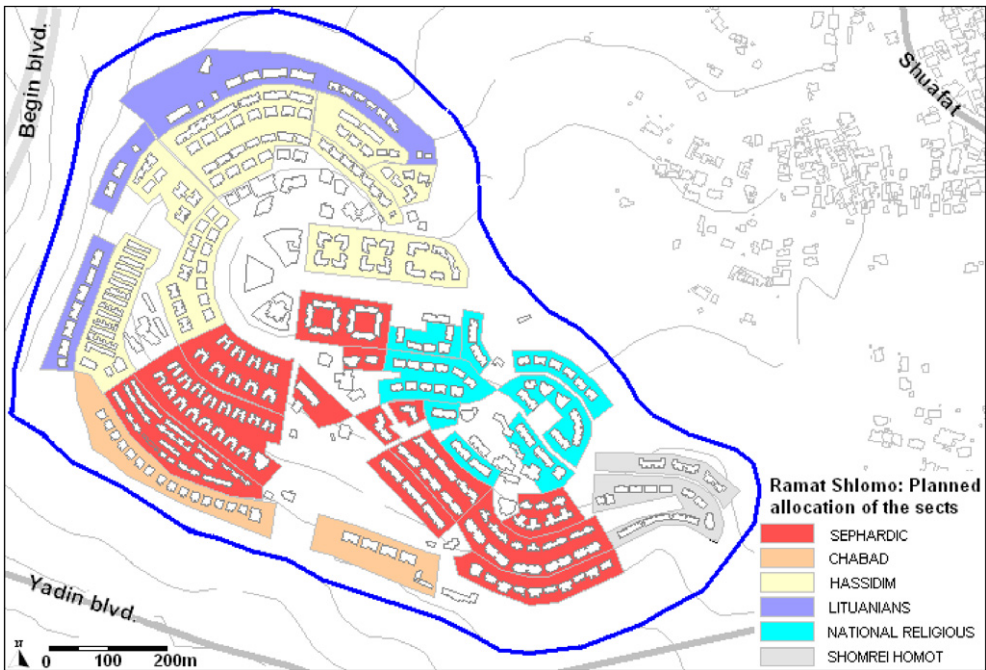 Begin blvd.
Shuafat
Yadin blvd.
N
0 100 200m
Ramat Shlomo: Planned
allocation of the sects
SEPHARDIC
CHABAD
HASSIDIM
LITUANIANS
NATIONAL RELIGIOUS
SHOMREI HOMOT